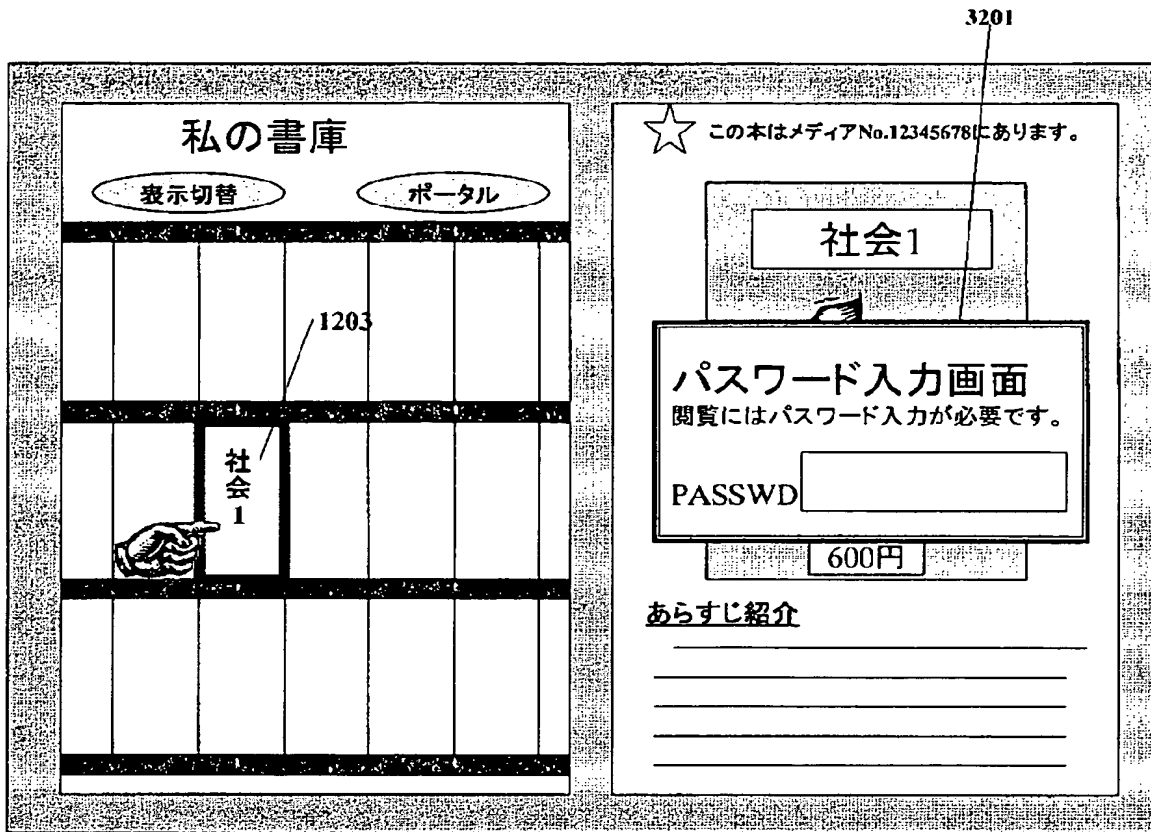 3201
私の書庫
表示切替
ポータル
1203
社会1
この本はメディアNo.12345678にあります。
社会1
パスワード入力画面
閲覧にはパスワード入力が必要です。
PASSWD
600円
あらすじ紹介